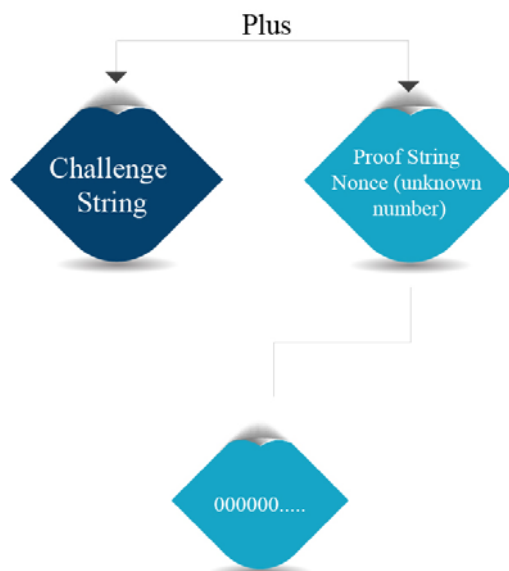 Plus
Challenge
String
Proof String
Nonce (unknown
number)
000000.....